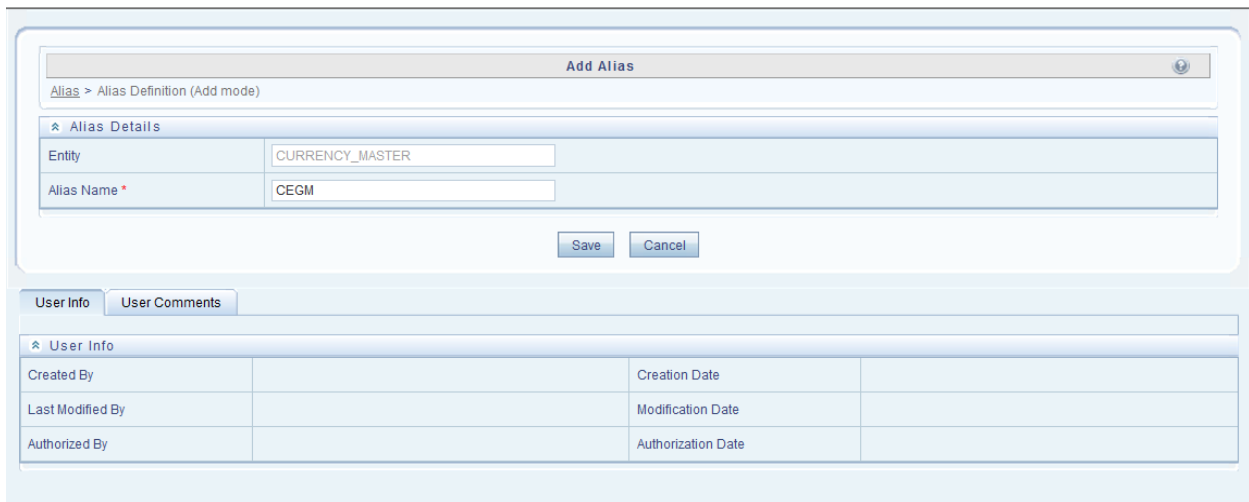 Add Alias
Alias > Alias Definition (Add mode)
Alias Details
Entity CURRENCY_MASTER
Alias Name * CEGM
Save Cancel
User Info User Comments
User Info
Created By Creation Date
Last Modified By Modification Date
Authorized By Authorization Date